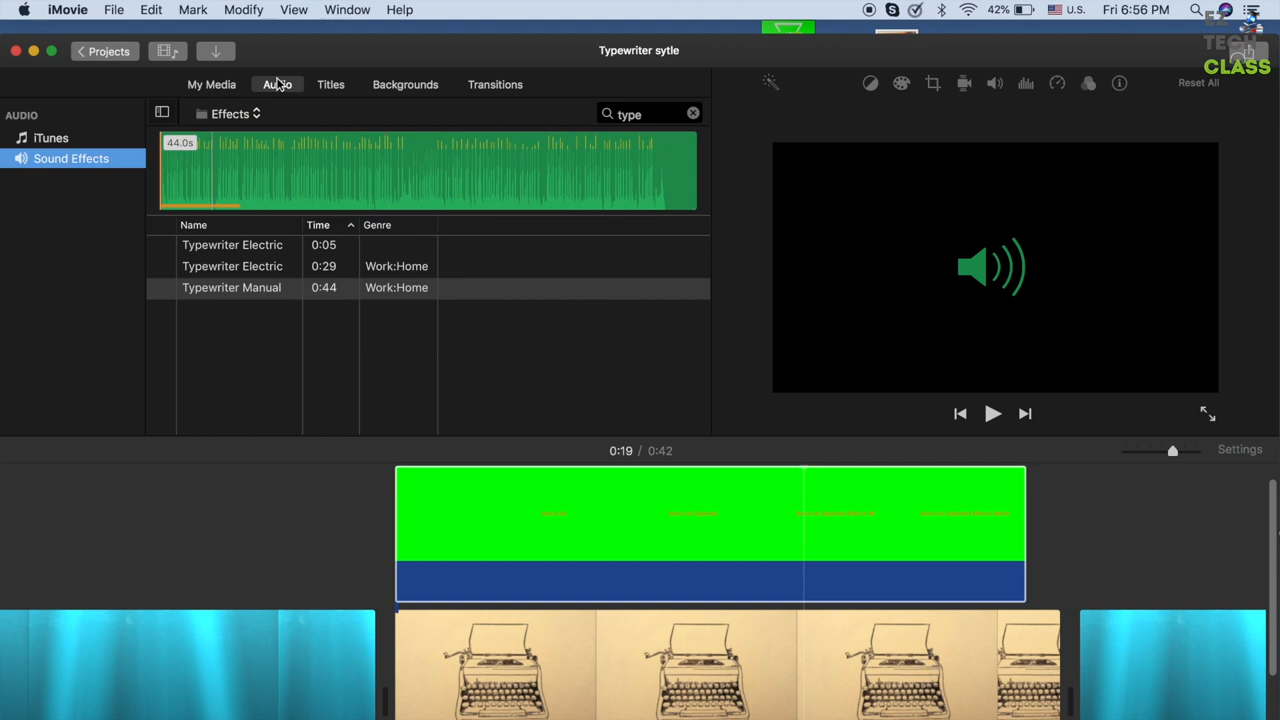 iMovie File Edit Mark Modify View Window Help 42% U.S. Fri 6:56 PM
EZ
TECH
CLASS
Projects Typewriter sytle
My Media Audio Titles Backgrounds Transitions Reset All
AUDIO
iTunes
Sound Effects
Effects type
44.0s
Name Time Genre
Typewriter Electric 0:05
Typewriter Electric 0:29 Work:Home
Typewriter Manual 0:44 Work:Home
0:19 / 0:42 Settings